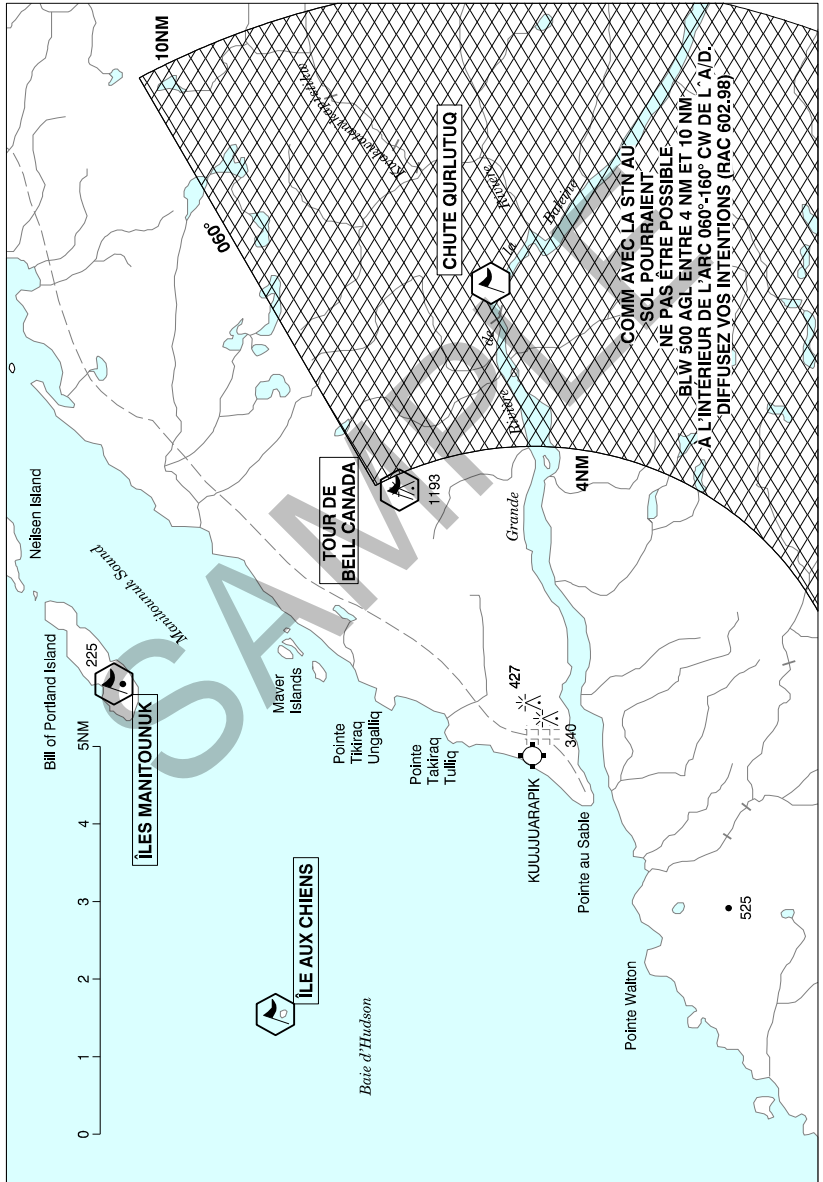 10NM
060°
Kuukwatanikapistikw
CHUTE QURLUTUQ
Rivière
de
la
Baleine
Rivière
Grande
COMM AVEC LA STN AU
SOL POURRAIENT
NE PAS ÊTRE POSSIBLE
BLW 500 AGL ENTRE 4 NM ET 10 NM
À L'INTÉRIEUR DE L'ARC 060°-160° CW DE L'A/D.
DIFFUSEZ VOS INTENTIONS (RAC 602.98)
4NM
TOUR DE
BELL CANADA
1193
Neilsen Island
Manitounuk Sound
Bill of Portland Island
225
ÎLES MANITOUNUK
Maver
Islands
Pointe
Tikiraq
Ungalliq
Pointe
Takiraq
Tulliq
427
340
KUUJJUARAPIK
Pointe au Sable
ÎLE AUX CHIENS
Baie d'Hudson
Pointe Walton
525
0 1 2 3 4 5NM
SAMPLE